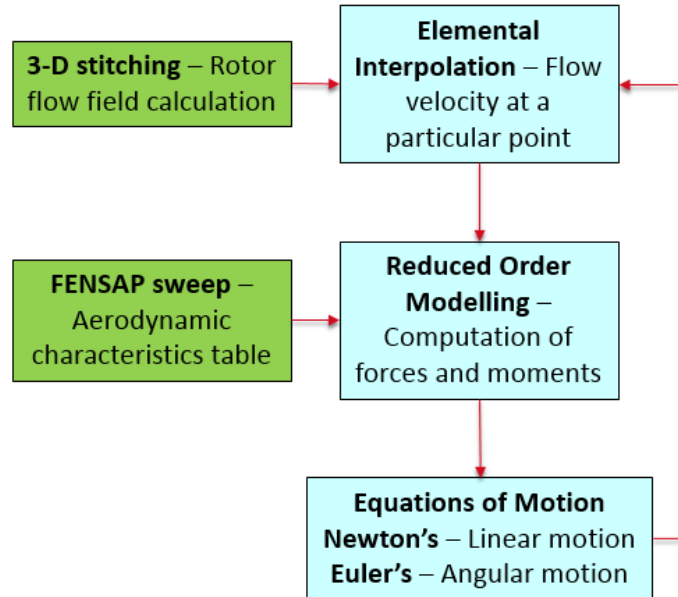 3-D stitching – Rotor
flow field calculation
Elemental
Interpolation – Flow
velocity at a
particular point
FENSAP sweep –
Aerodynamic
characteristics table
Reduced Order
Modelling –
Computation of
forces and moments
Equations of Motion
Newton's – Linear motion
Euler's – Angular motion